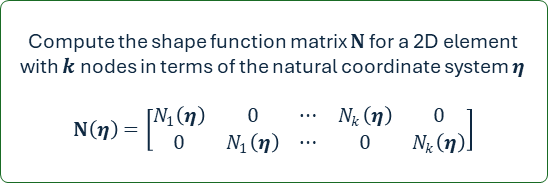 Compute the shape function matrix N for a 2D element
with k nodes in terms of the natural coordinate system η
N(η) = [N₁(η) 0 ⋯ Nₖ(η) 0
0 N₁(η) ⋯ 0 Nₖ(η)]